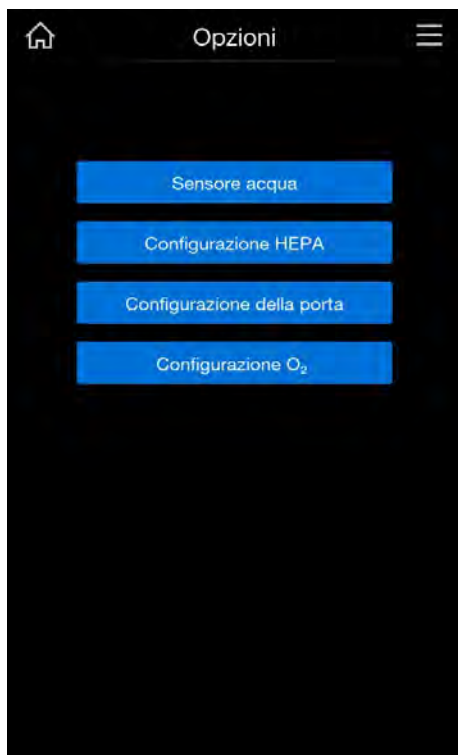 Opzioni
Sensore acqua
Configurazione HEPA
Configurazione della porta
Configurazione O₂